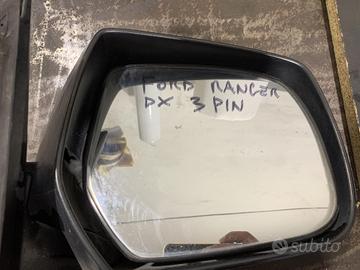 FORD RANGER
DX 3 PIN
subito